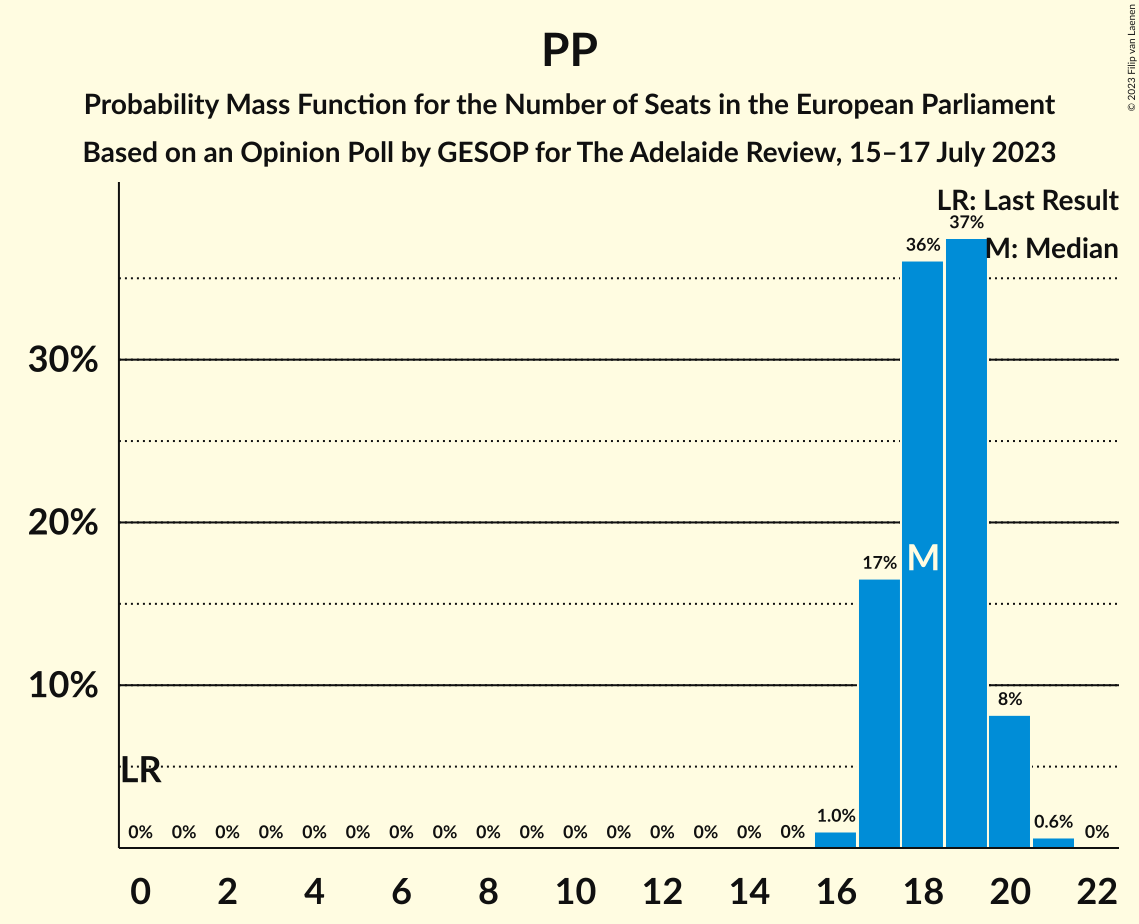 PP
Probability Mass Function for the Number of Seats in the European Parliament
Based on an Opinion Poll by GESOP for The Adelaide Review, 15–17 July 2023
© 2023 Filip van Laenen
LR: Last Result
M: Median
37%
36%
30%
20%
17%
M
10%
8%
LR
0% 0% 0% 0% 0% 0% 0% 0% 0% 0% 0% 0% 0% 0% 0% 0% 1.0% 0.6% 0%
0 2 4 6 8 10 12 14 16 18 20 22